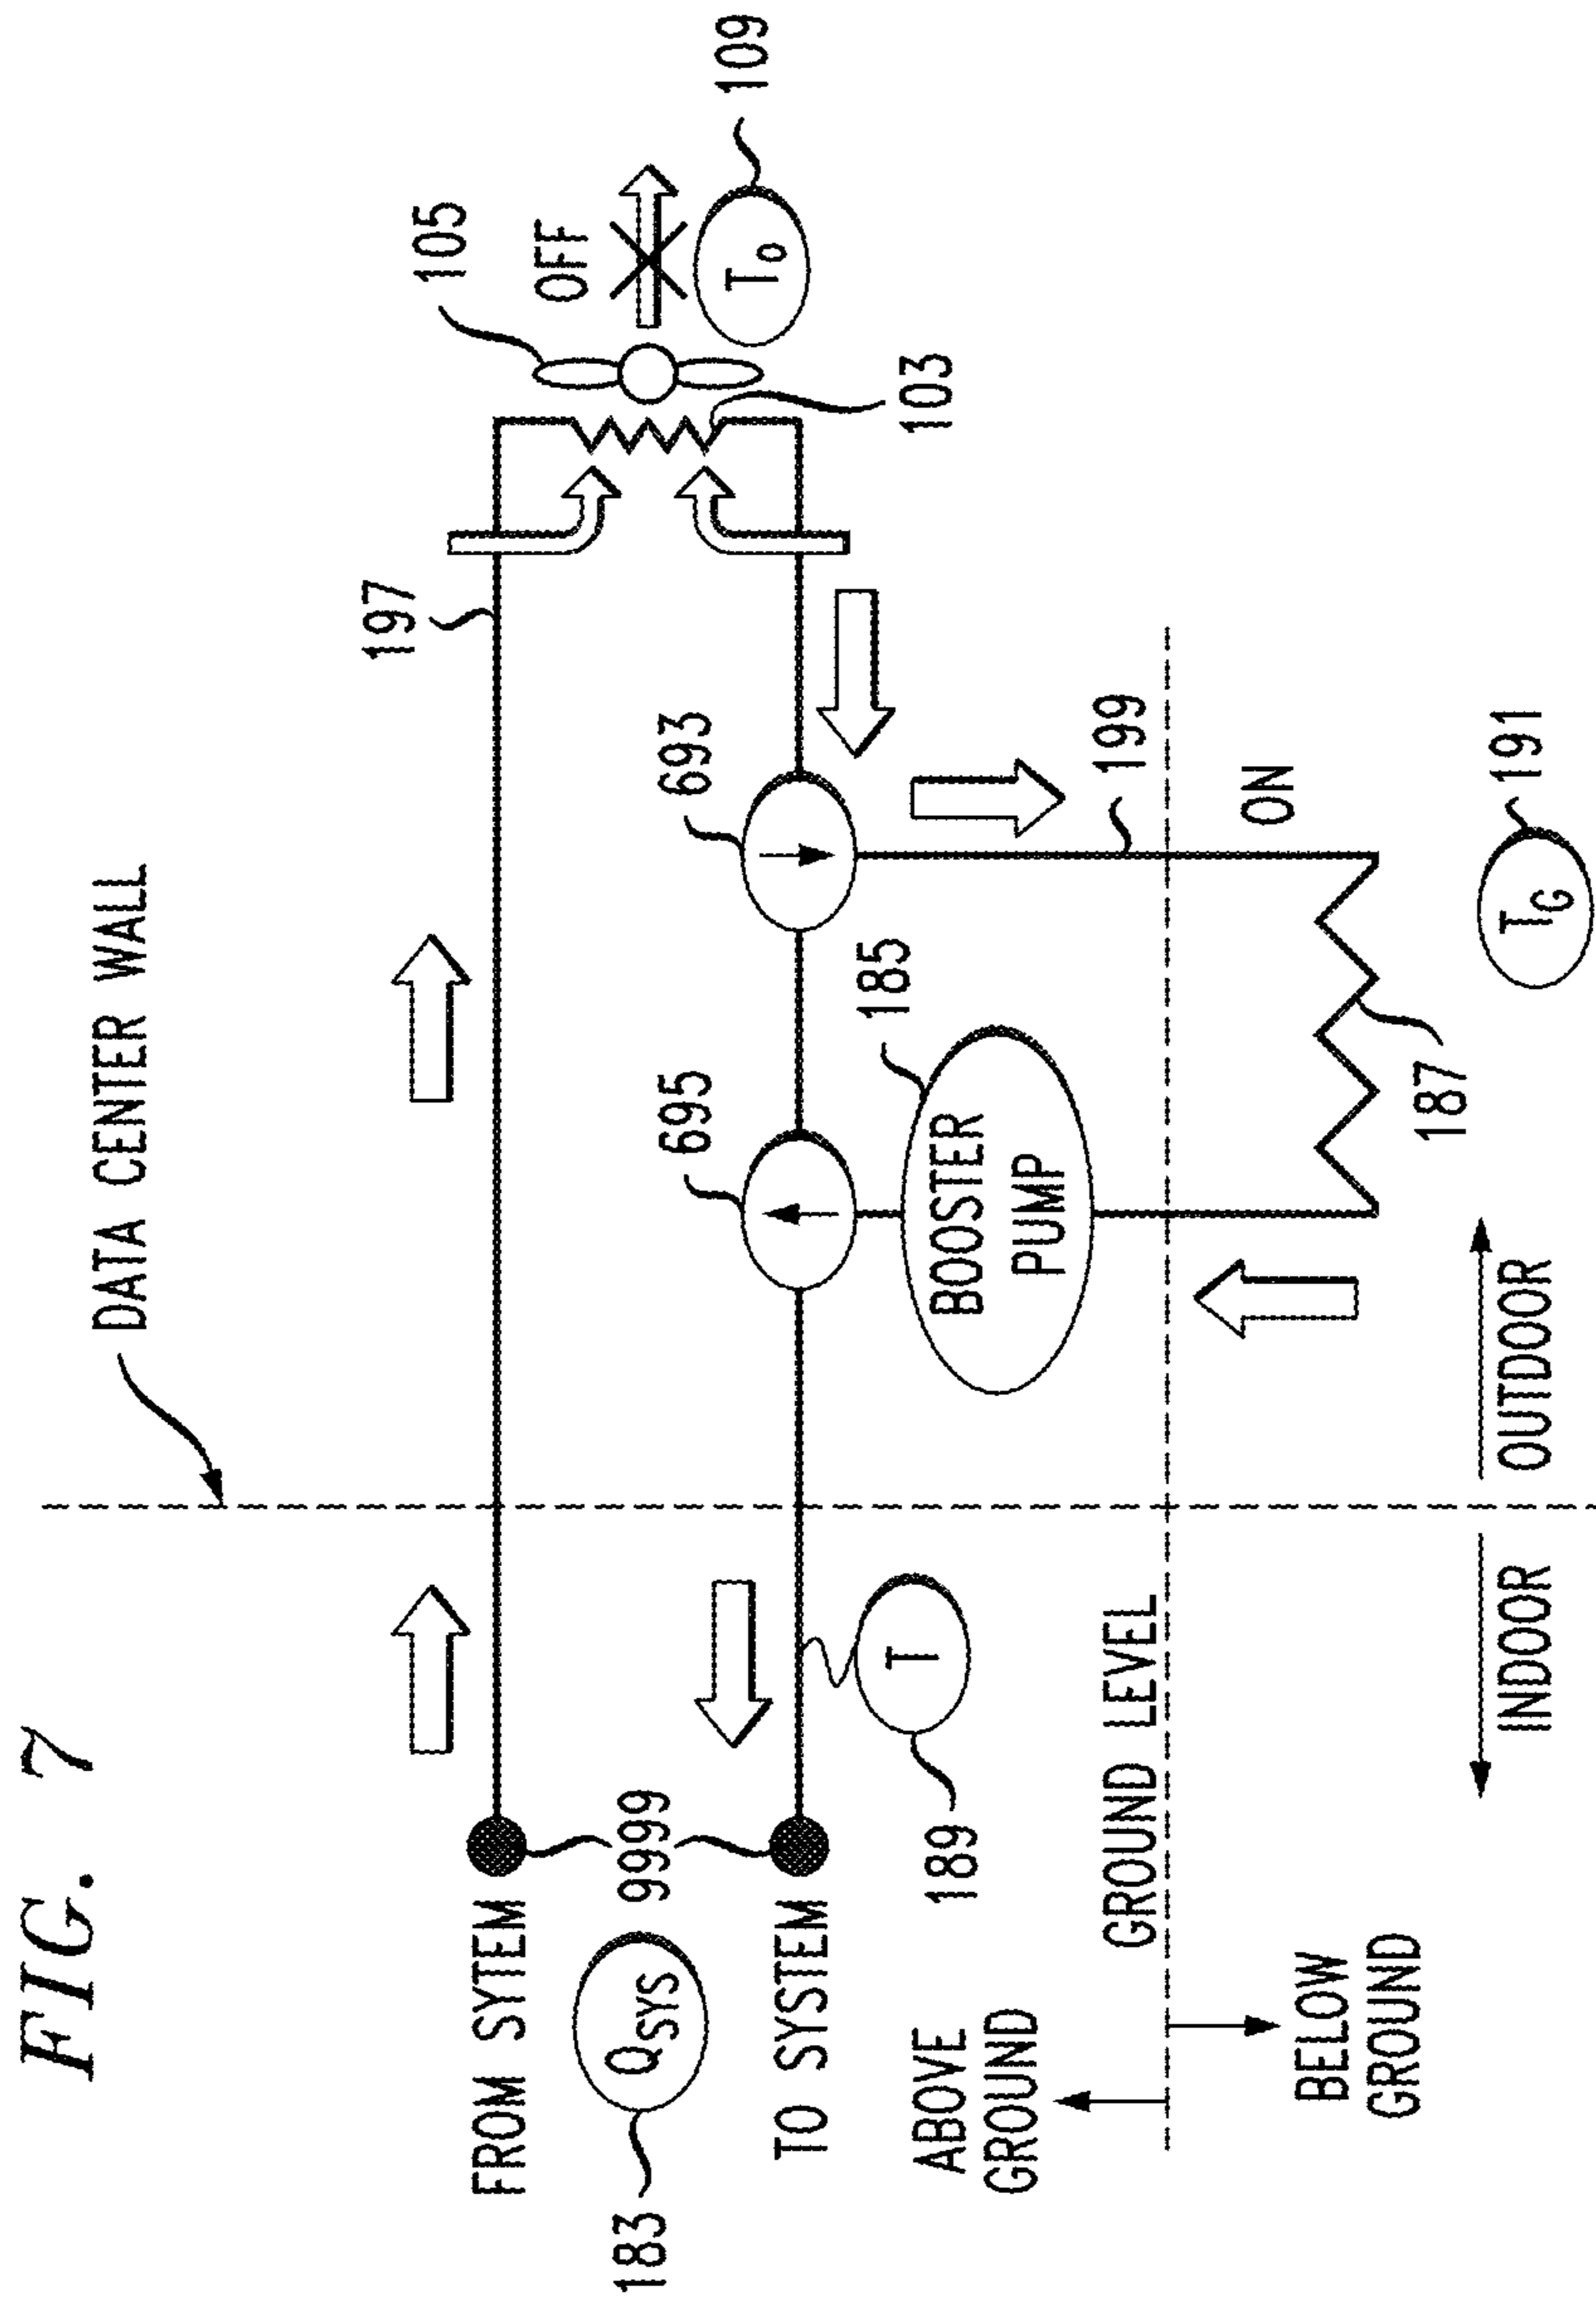 FIG. 7
DATA CENTER WALL
197
105
OFF
FROM SYTEM
9999
693
T0
109
183
QSYS
695
103
TO SYSTEM
T
185
189
BOOSTER
PUMP
ABOVE
GROUND
GROUND LEVEL
199
ON
BELOW
GROUND
187
191
TG
INDOOR
OUTDOOR